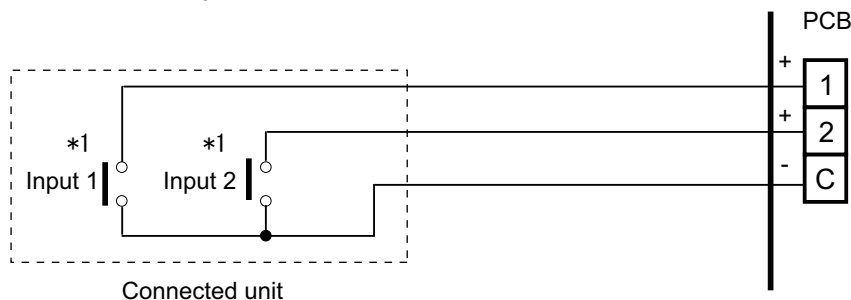 PCB
+
1
+
2
-
C
*1
*1
Input 1
Input 2
Connected unit